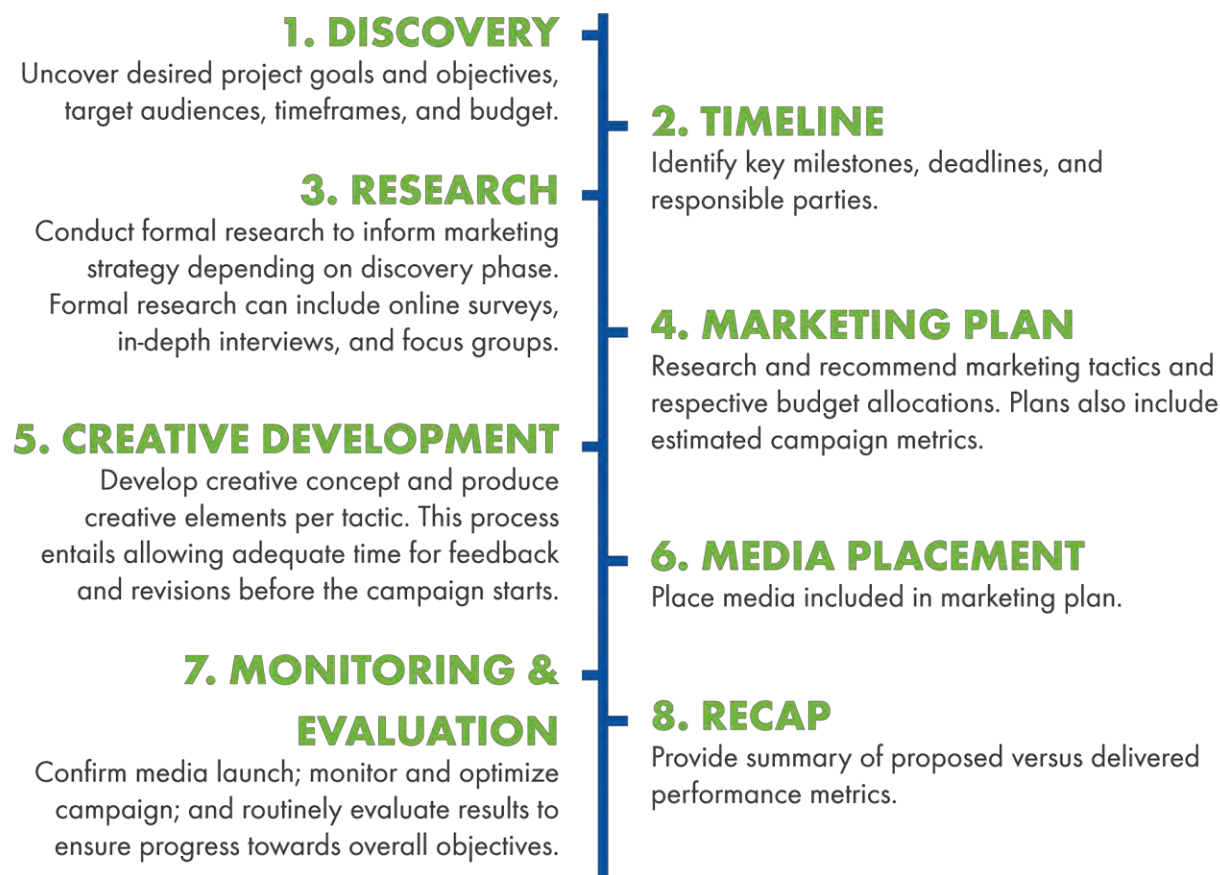 1. DISCOVERY
Uncover desired project goals and objectives,
target audiences, timeframes, and budget.
2. TIMELINE
Identify key milestones, deadlines, and
responsible parties.
3. RESEARCH
Conduct formal research to inform marketing
strategy depending on discovery phase.
Formal research can include online surveys,
in-depth interviews, and focus groups.
4. MARKETING PLAN
Research and recommend marketing tactics and
respective budget allocations. Plans also include
estimated campaign metrics.
5. CREATIVE DEVELOPMENT
Develop creative concept and produce
creative elements per tactic. This process
entails allowing adequate time for feedback
and revisions before the campaign starts.
6. MEDIA PLACEMENT
Place media included in marketing plan.
7. MONITORING &
EVALUATION
Confirm media launch; monitor and optimize
campaign; and routinely evaluate results to
ensure progress towards overall objectives.
8. RECAP
Provide summary of proposed versus delivered
performance metrics.